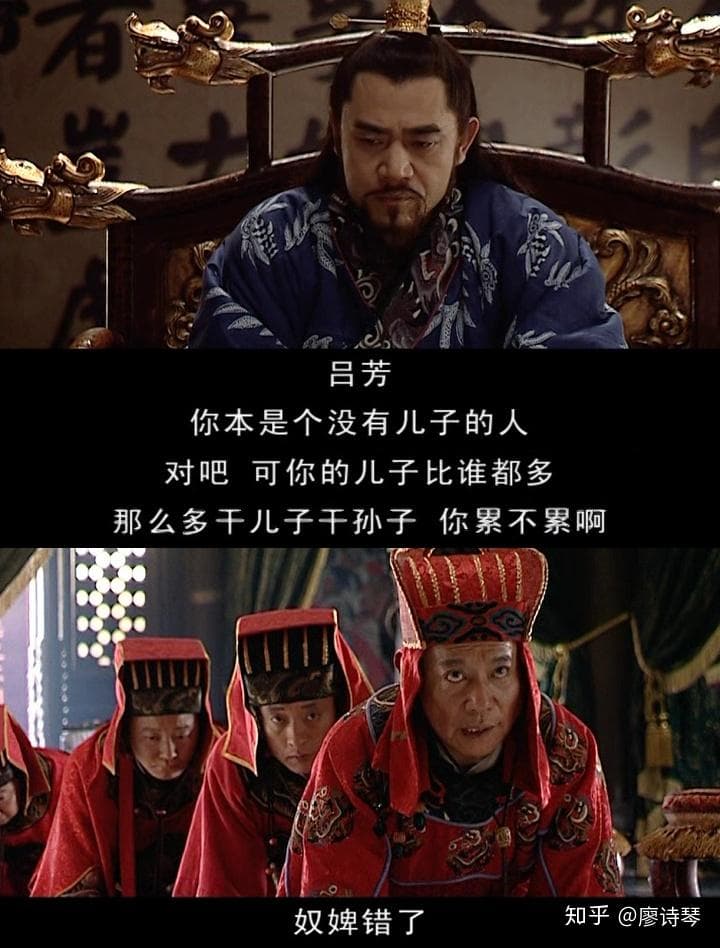 吕芳
你本是个没有儿子的人
对吧 可你的儿子比谁都多
那么多干儿子干孙子 你累不累啊
奴婢错了
知乎 @廖诗琴